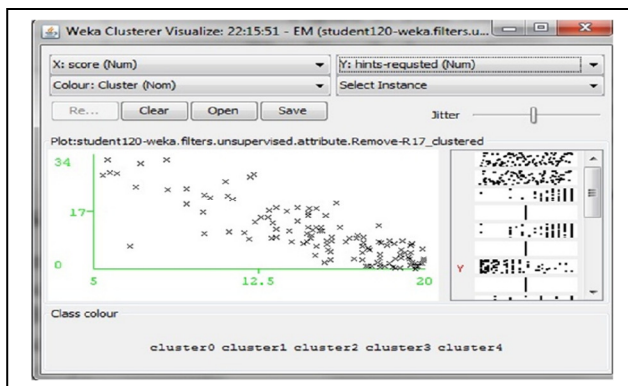 Weka Clusterer Visualize: 22:15:51 - EM (student120-weka.filters.u...
X: score (Num) Y: hints-requsted (Num)
Colour: Cluster (Nom) Select Instance
Re... Clear Open Save Jitter
Plot:student120-weka.filters.unsupervised.attribute.Remove-R17_clustered
34
17
0
5 12.5 20
Y
Class colour
cluster0 cluster1 cluster2 cluster3 cluster4